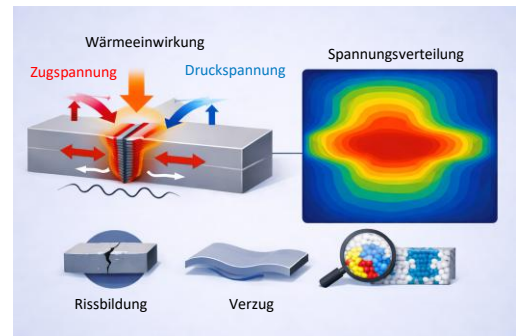 Wärmeeinwirkung
Zugspannung
Druckspannung
Spannungsverteilung
Rissbildung
Verzug